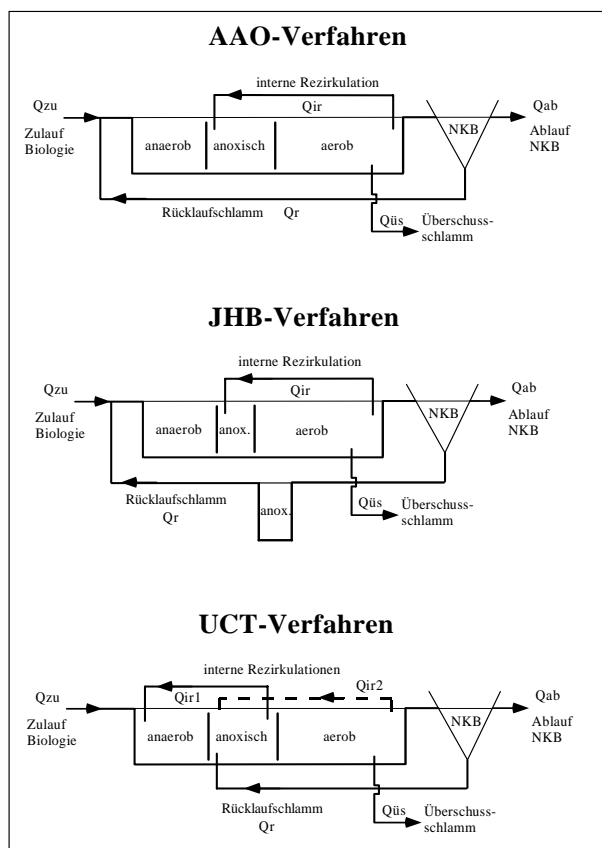 AAO-Verfahren
interne Rezirkulation
Qzu
Qir
Qab
Zulauf
Biologie
NKB
Ablauf
NKB
anaerob
anoxisch
aerob
Rücklaufschlamm
Qr
Qüs
Überschuss-
schlamm
JHB-Verfahren
interne Rezirkulation
Qzu
Qir
Qab
Zulauf
Biologie
NKB
Ablauf
NKB
anaerob
anox.
aerob
Rücklaufschlamm
Qr
anox.
Qüs
Überschuss-
schlamm
UCT-Verfahren
interne Rezirkulationen
Qzu
Qir1
Qir2
Qab
Zulauf
Biologie
NKB
Ablauf
NKB
anaerob
anoxisch
aerob
Rücklaufschlamm
Qr
Qüs
Überschuss-
schlamm